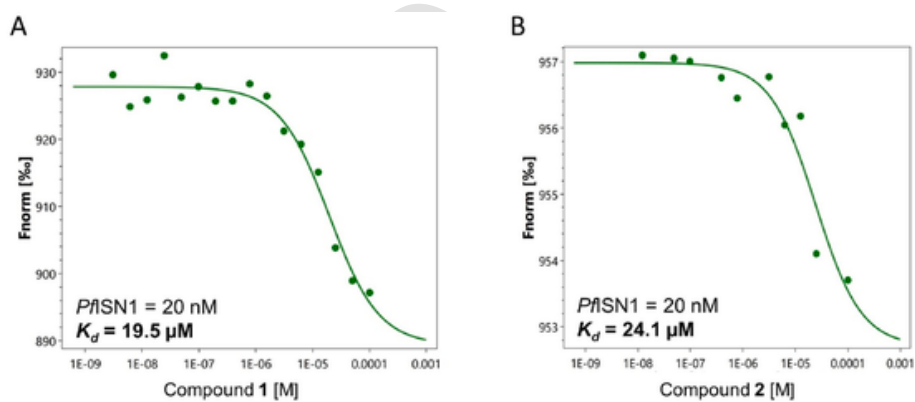 A
Fnorm [‰]
930
920
910
900
890
PfISN1 = 20 nM
Kd = 19.5 µM
1E-09 1E-08 1E-07 1E-06 1E-05 0.0001 0.001
Compound 1 [M]
B
Fnorm [‰]
957
956
955
954
953
PfISN1 = 20 nM
Kd = 24.1 µM
1E-09 1E-08 1E-07 1E-06 1E-05 0.0001 0.001
Compound 2 [M]